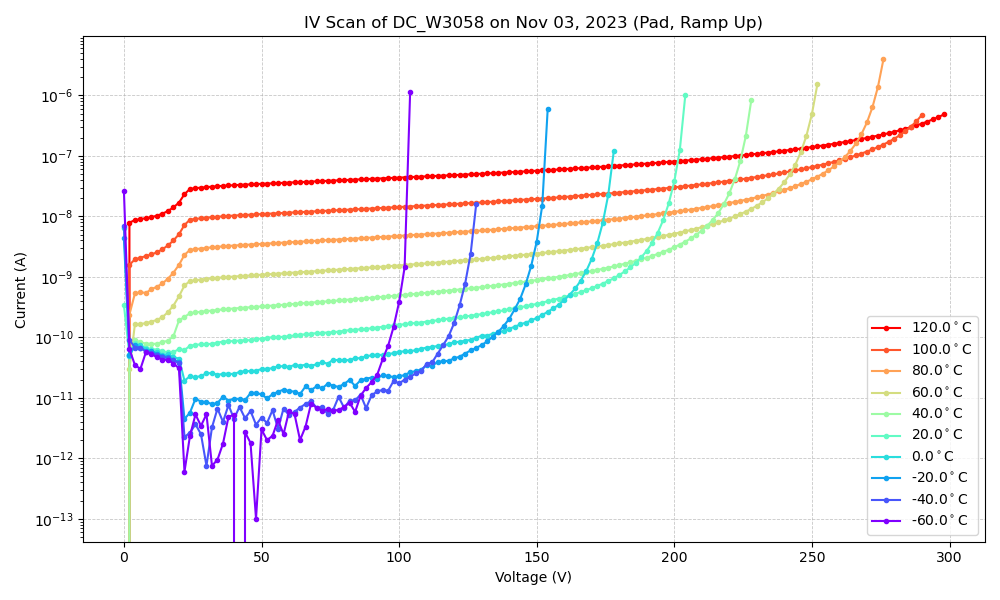 IV Scan of DC_W3058 on Nov 03, 2023 (Pad, Ramp Up)
Current (A)
10⁻⁶
10⁻⁷
10⁻⁸
10⁻⁹
10⁻¹⁰
10⁻¹¹
10⁻¹²
10⁻¹³
120.0°C
100.0°C
80.0°C
60.0°C
40.0°C
20.0°C
0.0°C
-20.0°C
-40.0°C
-60.0°C
0 50 100 150 200 250 300
Voltage (V)